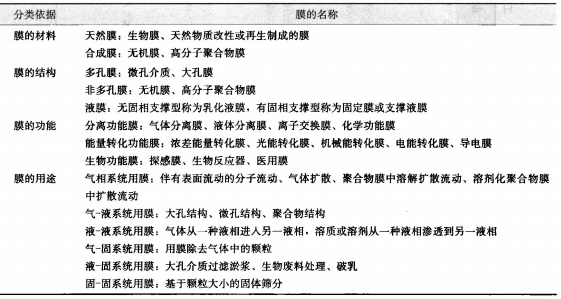 分类依据 膜的名称
膜的材料 天然膜：生物膜、天然物质改性或再生制成的膜
合成膜：无机膜、高分子聚合物膜
膜的结构 多孔膜：微孔介质、大孔膜
非多孔膜：无机膜、高分子聚合物膜
液膜：无固相支撑型称为乳化液膜，有固相支撑型称为固定膜或支撑液膜
膜的功能 分离功能膜：气体分离膜、液体分离膜、离子交换膜、化学功能膜
能量转化功能膜：浓差能量转化膜、光能转化膜、机械能转化膜、电能转化膜、导电膜
生物功能膜：探感膜、生物反应器、医用膜
膜的用途 气相系统用膜：伴有表面流动的分子流动、气体扩散、聚合物膜中溶解扩散流动、溶剂化聚合物膜
中扩散流动
气-液系统用膜：大孔结构、微孔结构、聚合物结构
液-液系统用膜：气体从一种液相进入另一液相，溶质或溶剂从一种液相渗透到另一液相
气-固系统用膜：用膜除去气体中的颗粒
液-固系统用膜：大孔介质过滤淤浆、生物废料处理、破乳
固-固系统用膜：基于颗粒大小的固体筛分